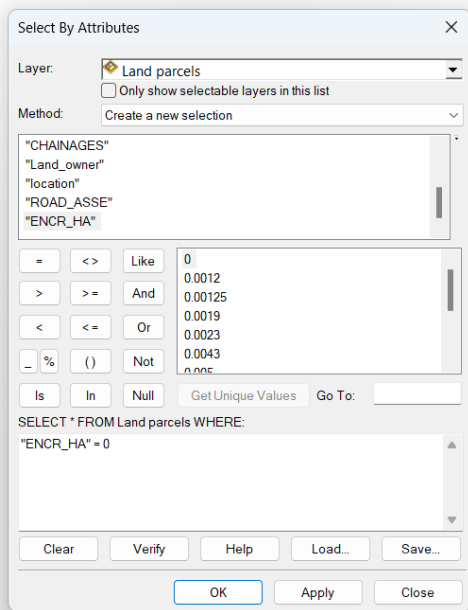 Select By Attributes
Layer: Land parcels
Only show selectable layers in this list
Method: Create a new selection
"CHAINAGES"
"Land_owner"
"location"
"ROAD_ASSE"
"ENCR_HA"
= < > Like
> > = And
< < = Or
_ % ( ) Not
Is In Null
0
0.0012
0.00125
0.0019
0.0023
0.0043
Get Unique Values Go To:
SELECT * FROM Land parcels WHERE:
"ENCR_HA" = 0
Clear Verify Help Load... Save...
OK Apply Close